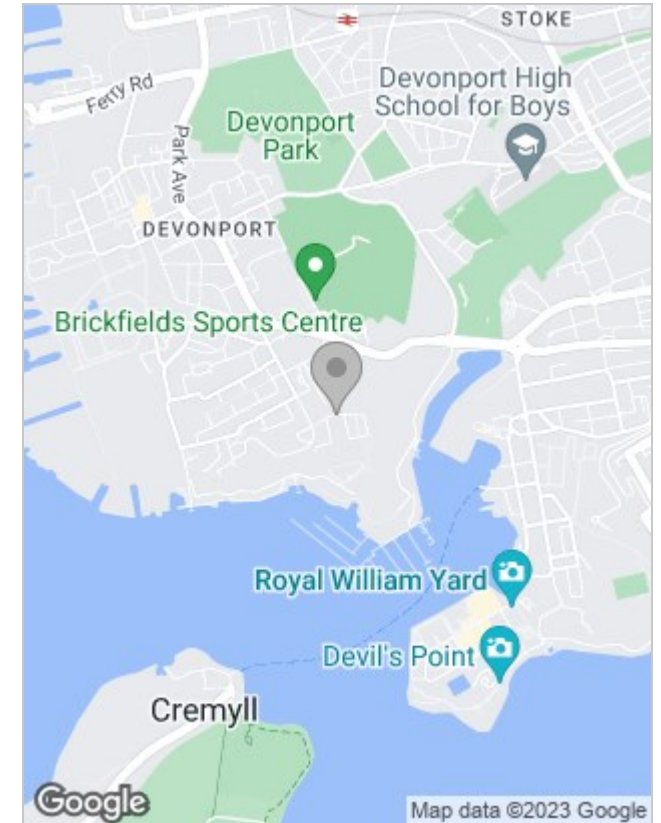 STOKE
Ferry Rd
Devonport High
School for Boys
Devonport
Park
Park Ave
DEVONPORT
Brickfields Sports Centre
Royal William Yard
Devil's Point
Cremyll
Google
Map data ©2023 Google